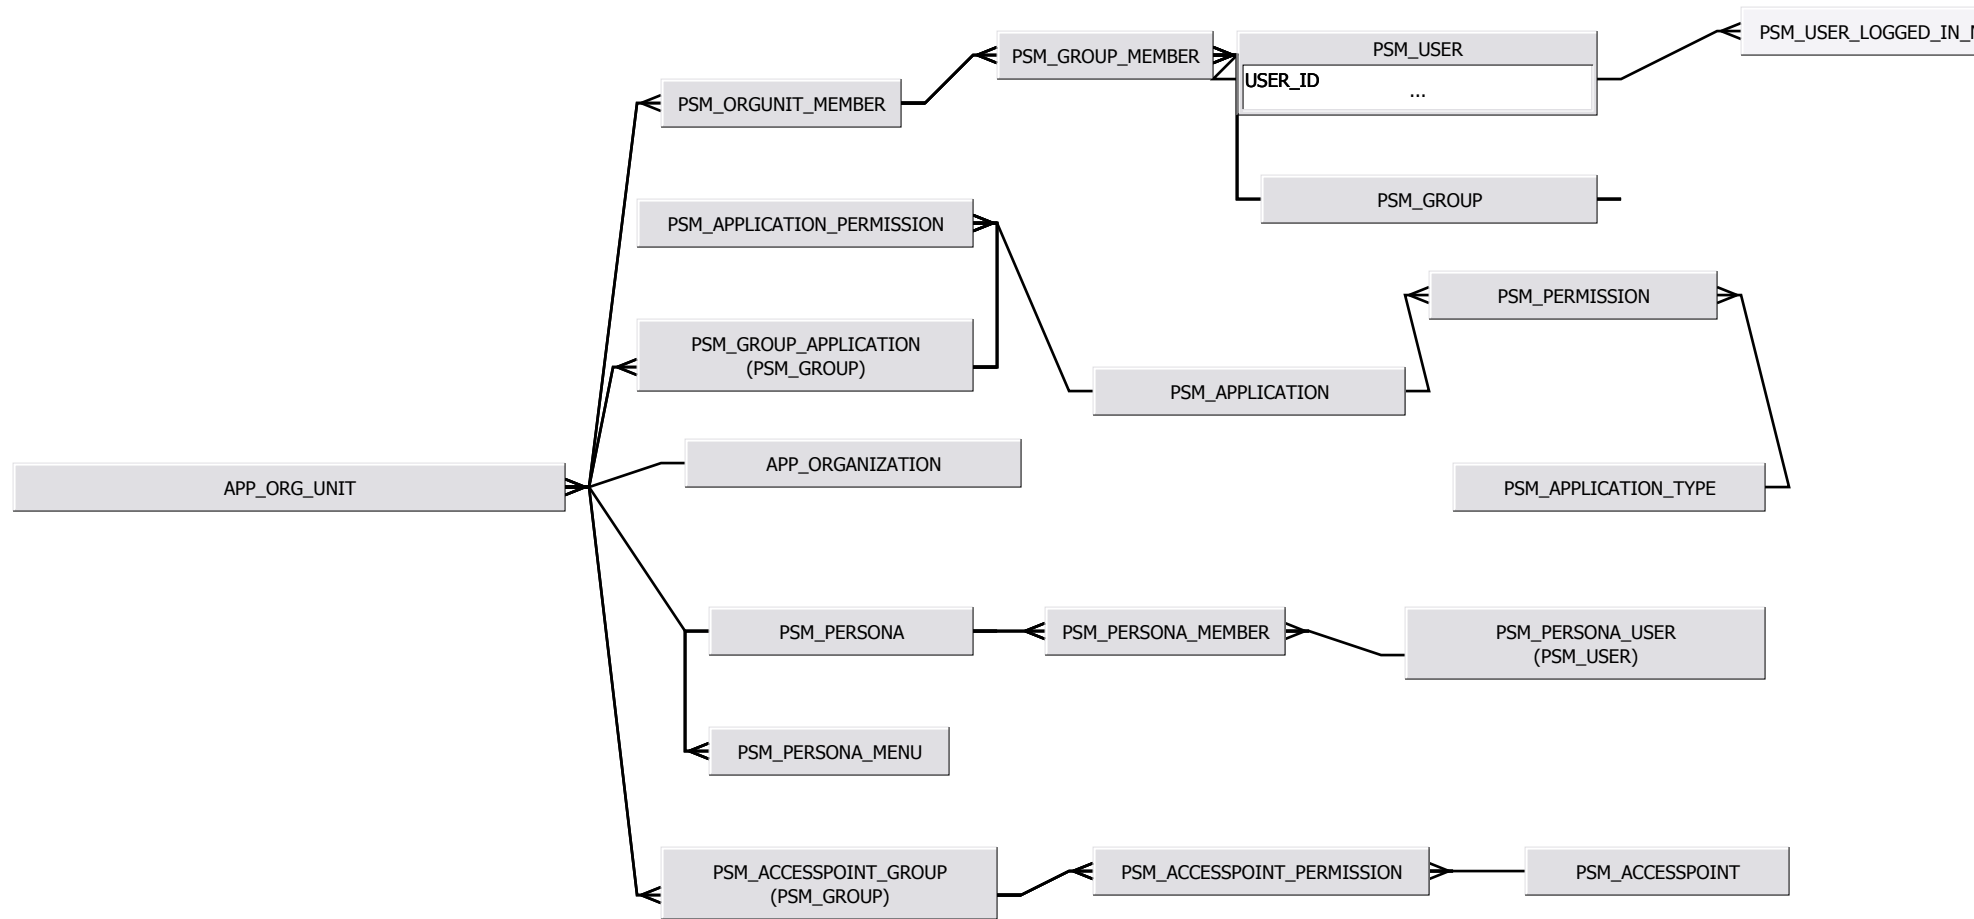 PSM_USER_LOGGED_IN_
PSM_GROUP_MEMBER
PSM_USER
USER_ID
...
PSM_ORGUNIT_MEMBER
PSM_GROUP
PSM_APPLICATION_PERMISSION
PSM_PERMISSION
PSM_GROUP_APPLICATION
(PSM_GROUP)
PSM_APPLICATION
APP_ORGANIZATION
APP_ORG_UNIT
PSM_APPLICATION_TYPE
PSM_PERSONA
PSM_PERSONA_MEMBER
PSM_PERSONA_USER
(PSM_USER)
PSM_PERSONA_MENU
PSM_ACCESSPOINT_GROUP
(PSM_GROUP)
PSM_ACCESSPOINT_PERMISSION
PSM_ACCESSPOINT